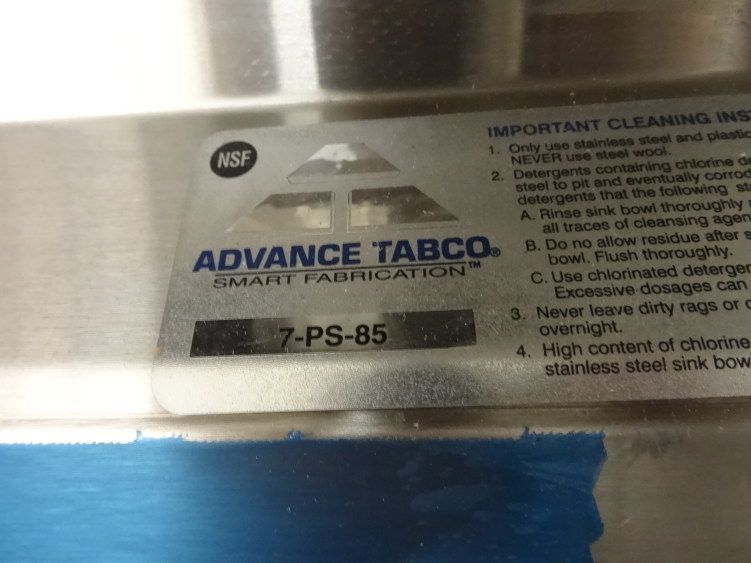 NSF
ADVANCE TABCO®
SMART FABRICATION™
7-PS-85
IMPORTANT CLEANING INS
1. Only use stainless steel and plastic
NEVER use steel wool.
2. Detergents containing chlorine
steel to pit and eventually corrod
detergents that the following
A. Rinse sink bowl thoroughly
all traces of cleansing agen
B. Do no allow residue after s
bowl. Flush thoroughly.
C. Use chlorinated deterger
Excessive dosages can
3. Never leave dirty rags or
overnight.
4. High content of chlorine
stainless steel sink bow